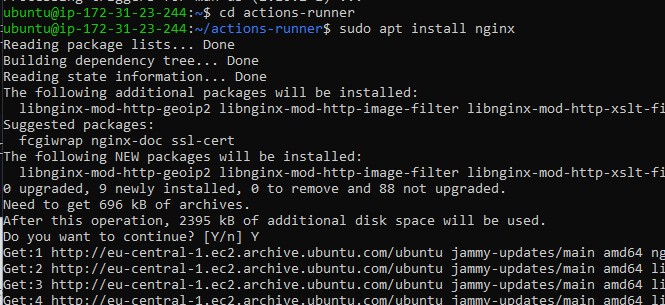 ubuntu@ip-172-31-23-244:~$ cd actions-runner
ubuntu@ip-172-31-23-244:~/actions-runner$ sudo apt install nginx
Reading package lists... Done
Building dependency tree... Done
Reading state information... Done
The following additional packages will be installed:
  libnginx-mod-http-geoip2 libnginx-mod-http-image-filter libnginx-mod-http-xslt-fi
Suggested packages:
  fcgiwrap nginx-doc ssl-cert
The following NEW packages will be installed:
  libnginx-mod-http-geoip2 libnginx-mod-http-image-filter libnginx-mod-http-xslt-fi
0 upgraded, 9 newly installed, 0 to remove and 88 not upgraded.
Need to get 696 kB of archives.
After this operation, 2395 kB of additional disk space will be used.
Do you want to continue? [Y/n] Y
Get:1 http://eu-central-1.ec2.archive.ubuntu.com/ubuntu jammy-updates/main amd64 ng
Get:2 http://eu-central-1.ec2.archive.ubuntu.com/ubuntu jammy-updates/main amd64 li
Get:3 http://eu-central-1.ec2.archive.ubuntu.com/ubuntu jammy-updates/main amd64 li
Get:4 http://eu-central-1.ec2.archive.ubuntu.com/ubuntu jammy-updates/main amd64 li